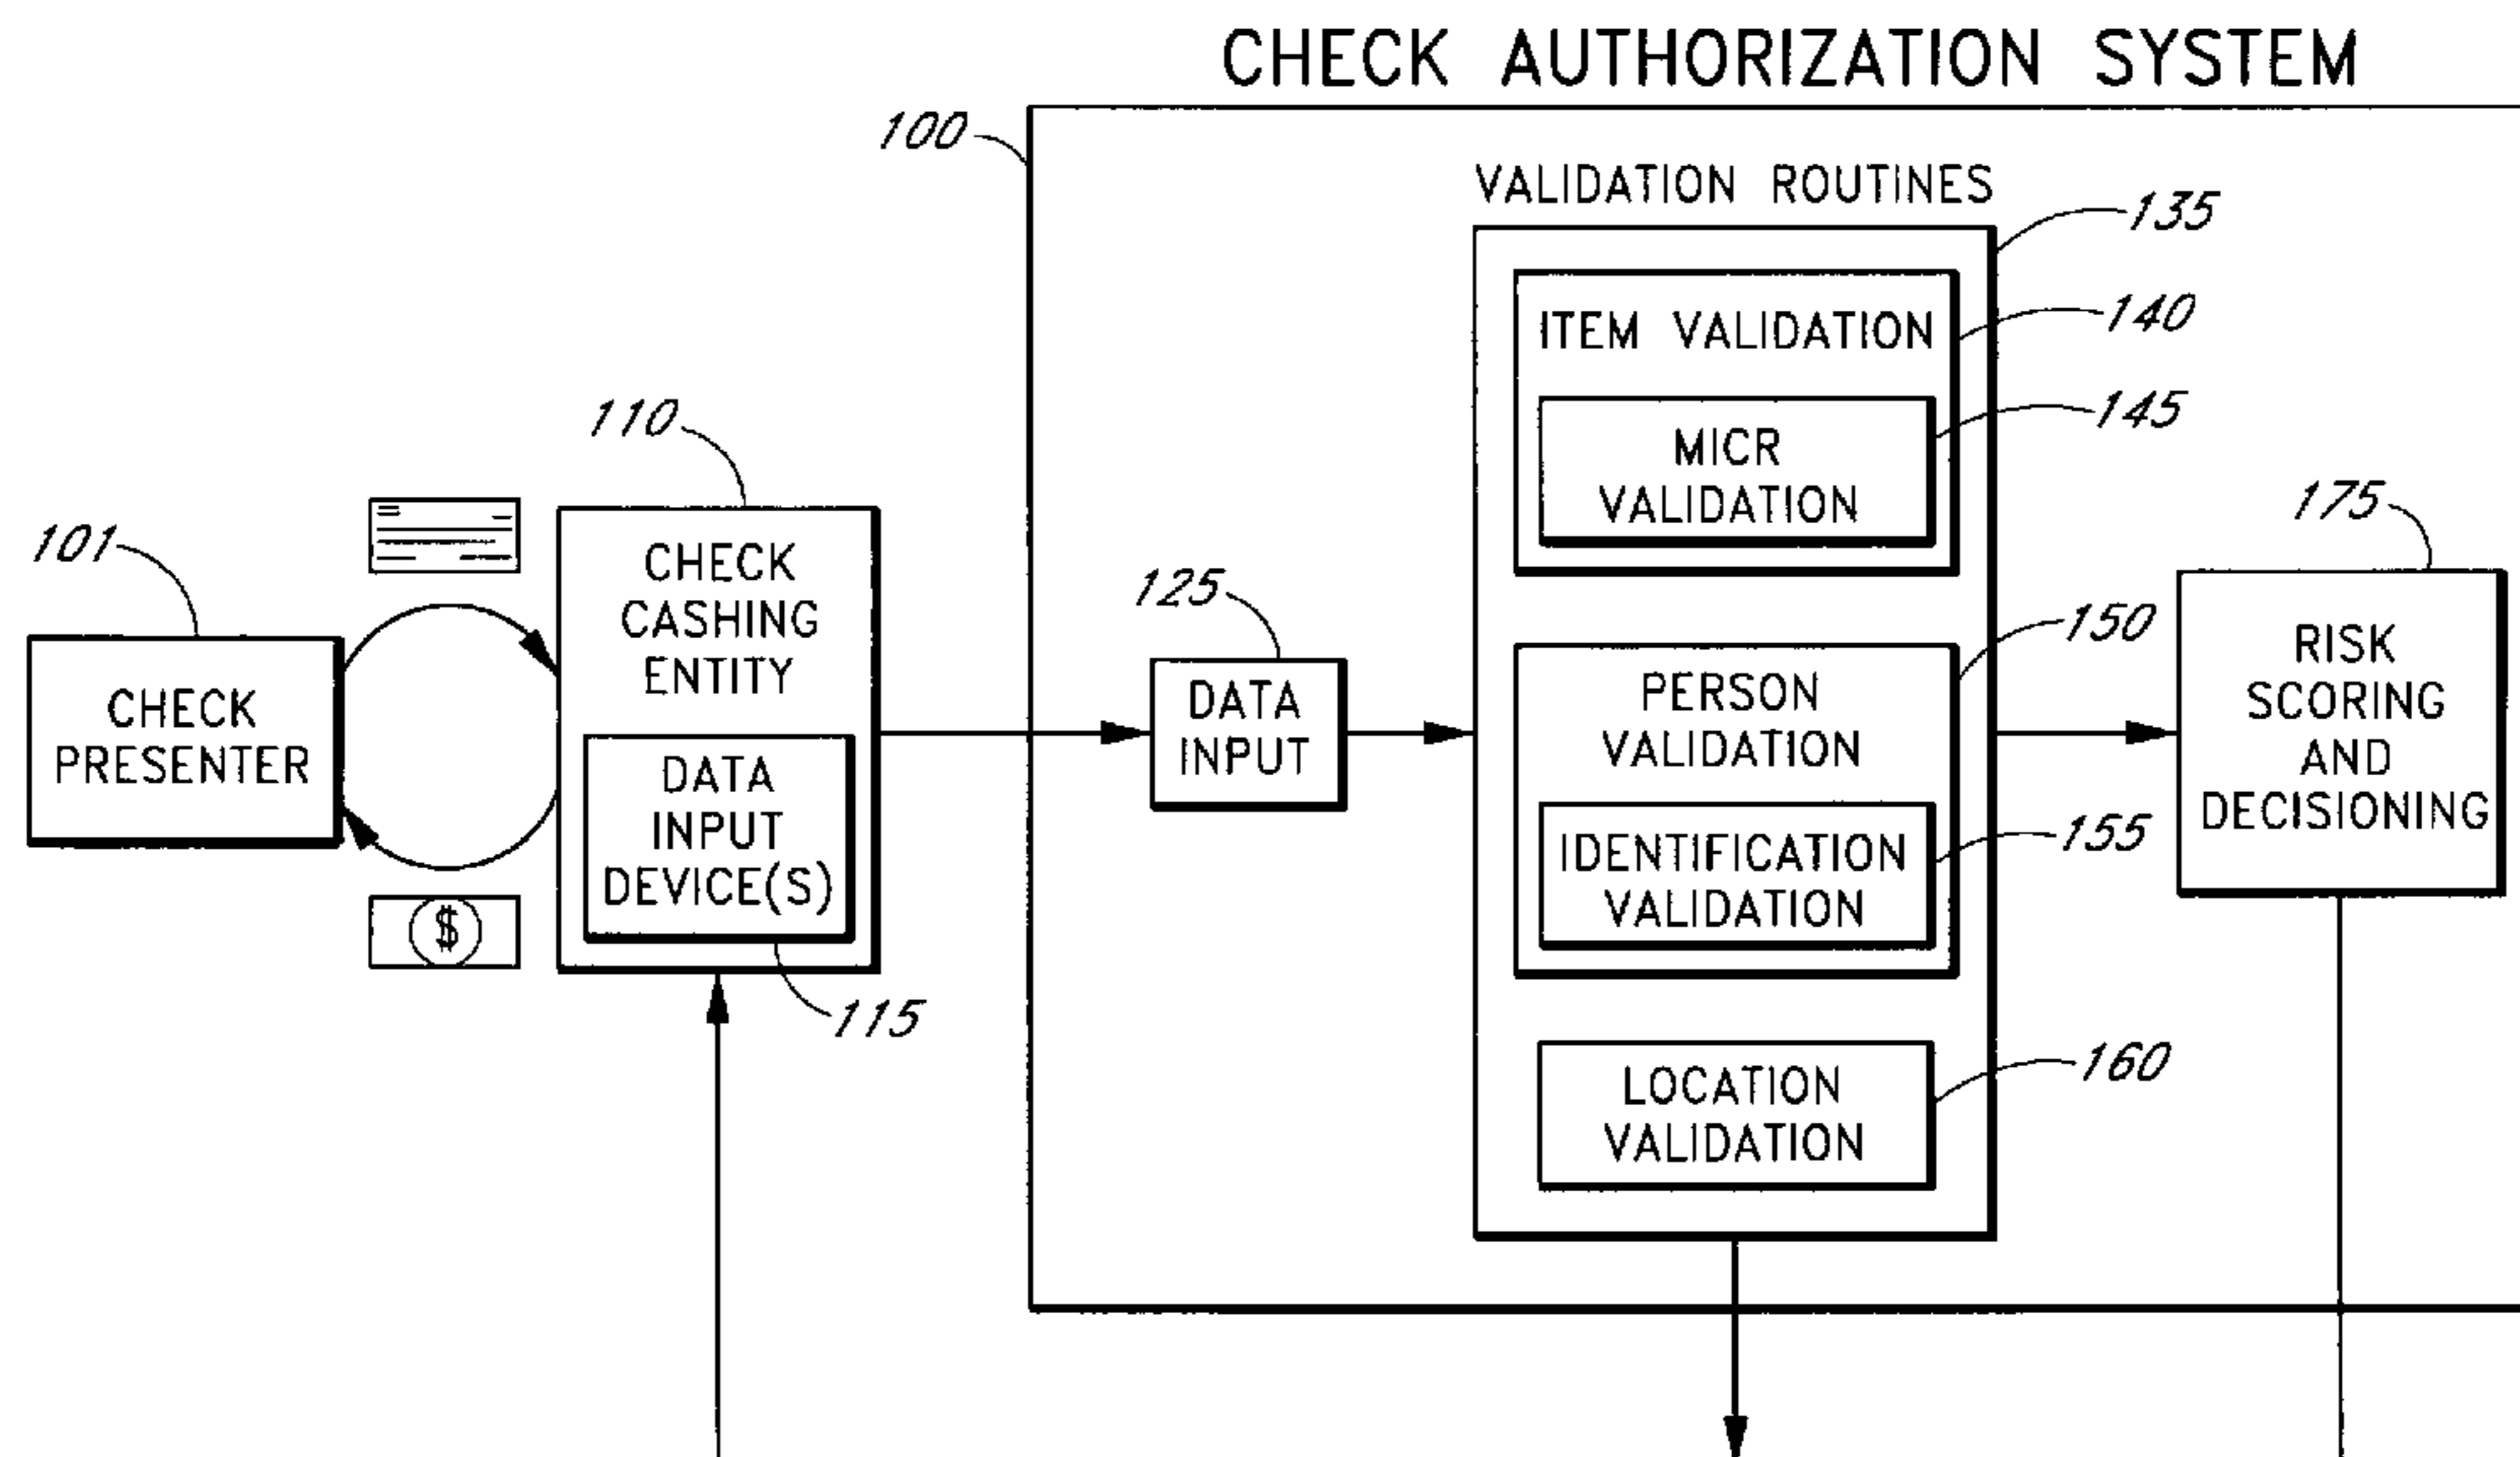 CHECK AUTHORIZATION SYSTEM
100
VALIDATION ROUTINES
135
ITEM VALIDATION
140
MICR
VALIDATION
145
110
CHECK
CASHING
ENTITY
101
CHECK
PRESENTER
DATA
INPUT
DEVICE(S)
$
115
125
DATA
INPUT
150
PERSON
VALIDATION
IDENTIFICATION
VALIDATION
155
LOCATION
VALIDATION
160
175
RISK
SCORING
AND
DECISIONING